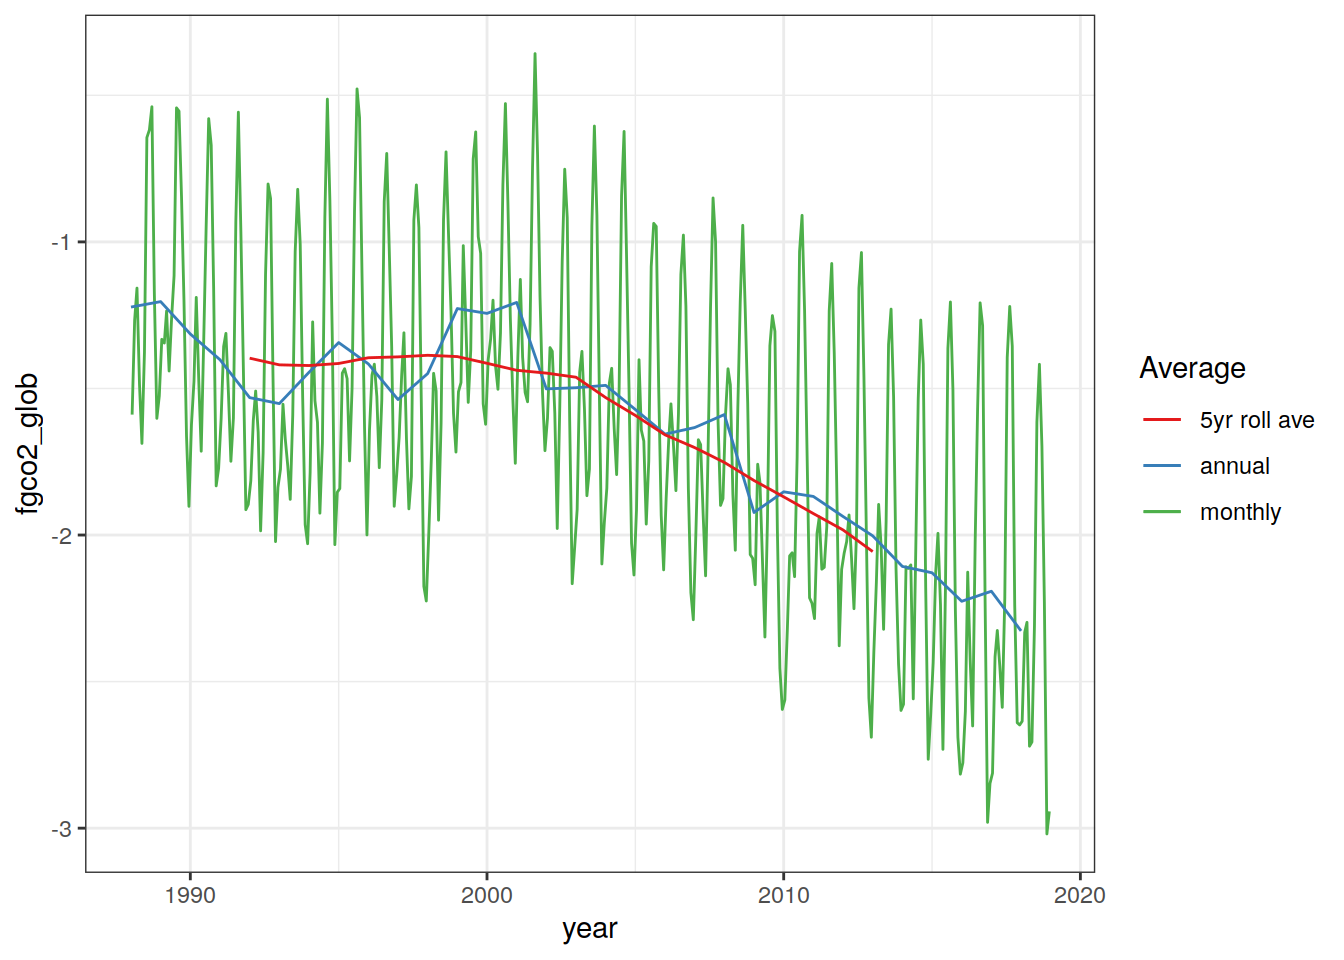 fgco2_glob
-1
-2
-3
1990
2000
2010
2020
year
Average
5yr roll ave
annual
monthly